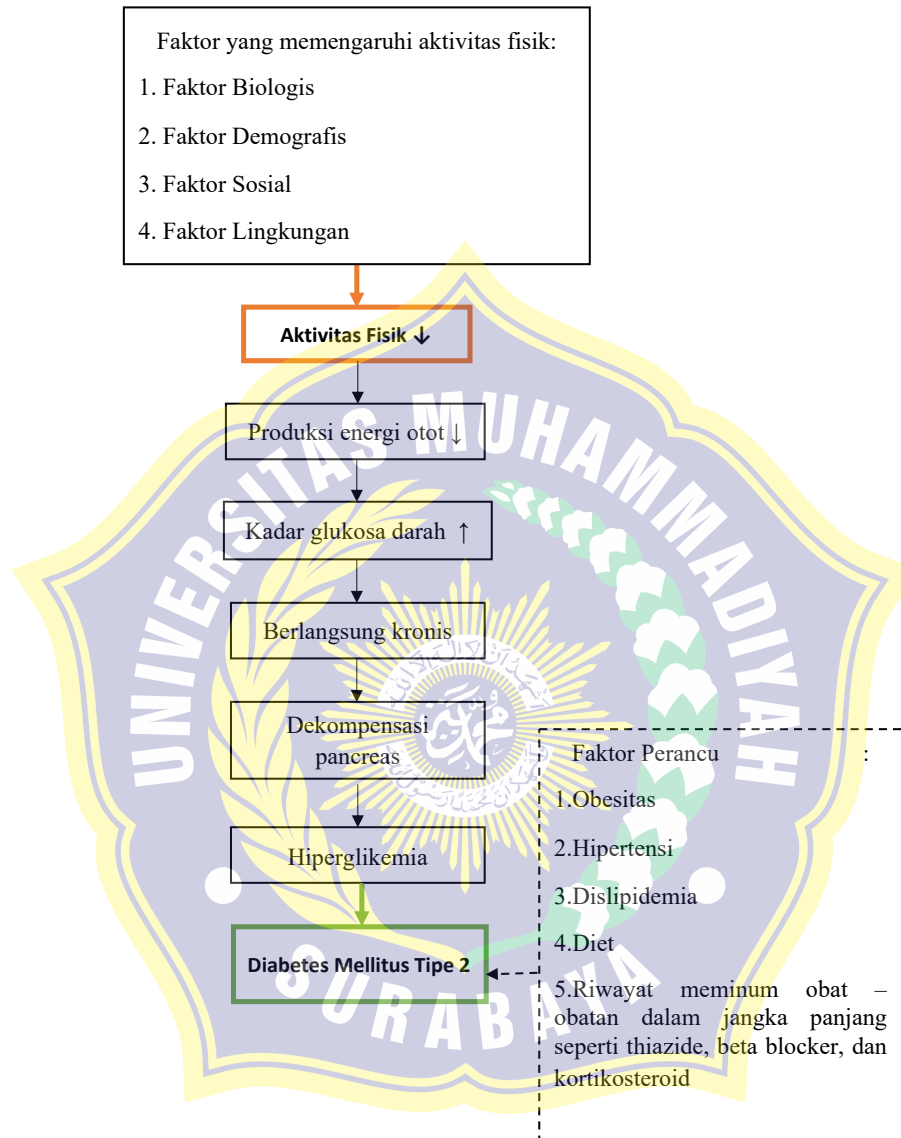 Faktor yang memengaruhi aktivitas fisik:
1. Faktor Biologis
2. Faktor Demografis
3. Faktor Sosial
4. Faktor Lingkungan
Aktivitas Fisik ↓
Produksi energi otot ↓
Kadar glukosa darah ↑
Berlangsung kronis
Dekompensasi
pancreas
Hiperglikemia
Diabetes Mellitus Tipe 2
Faktor Perancu :
1.Obesitas
2.Hipertensi
3.Dislipidemia
4.Diet
5.Riwayat meminum obat –
obatan dalam jangka panjang
seperti thiazide, beta blocker, dan
kortikosteroid
UNIVERSITAS MUHAMMADIYAH
SURABAYA